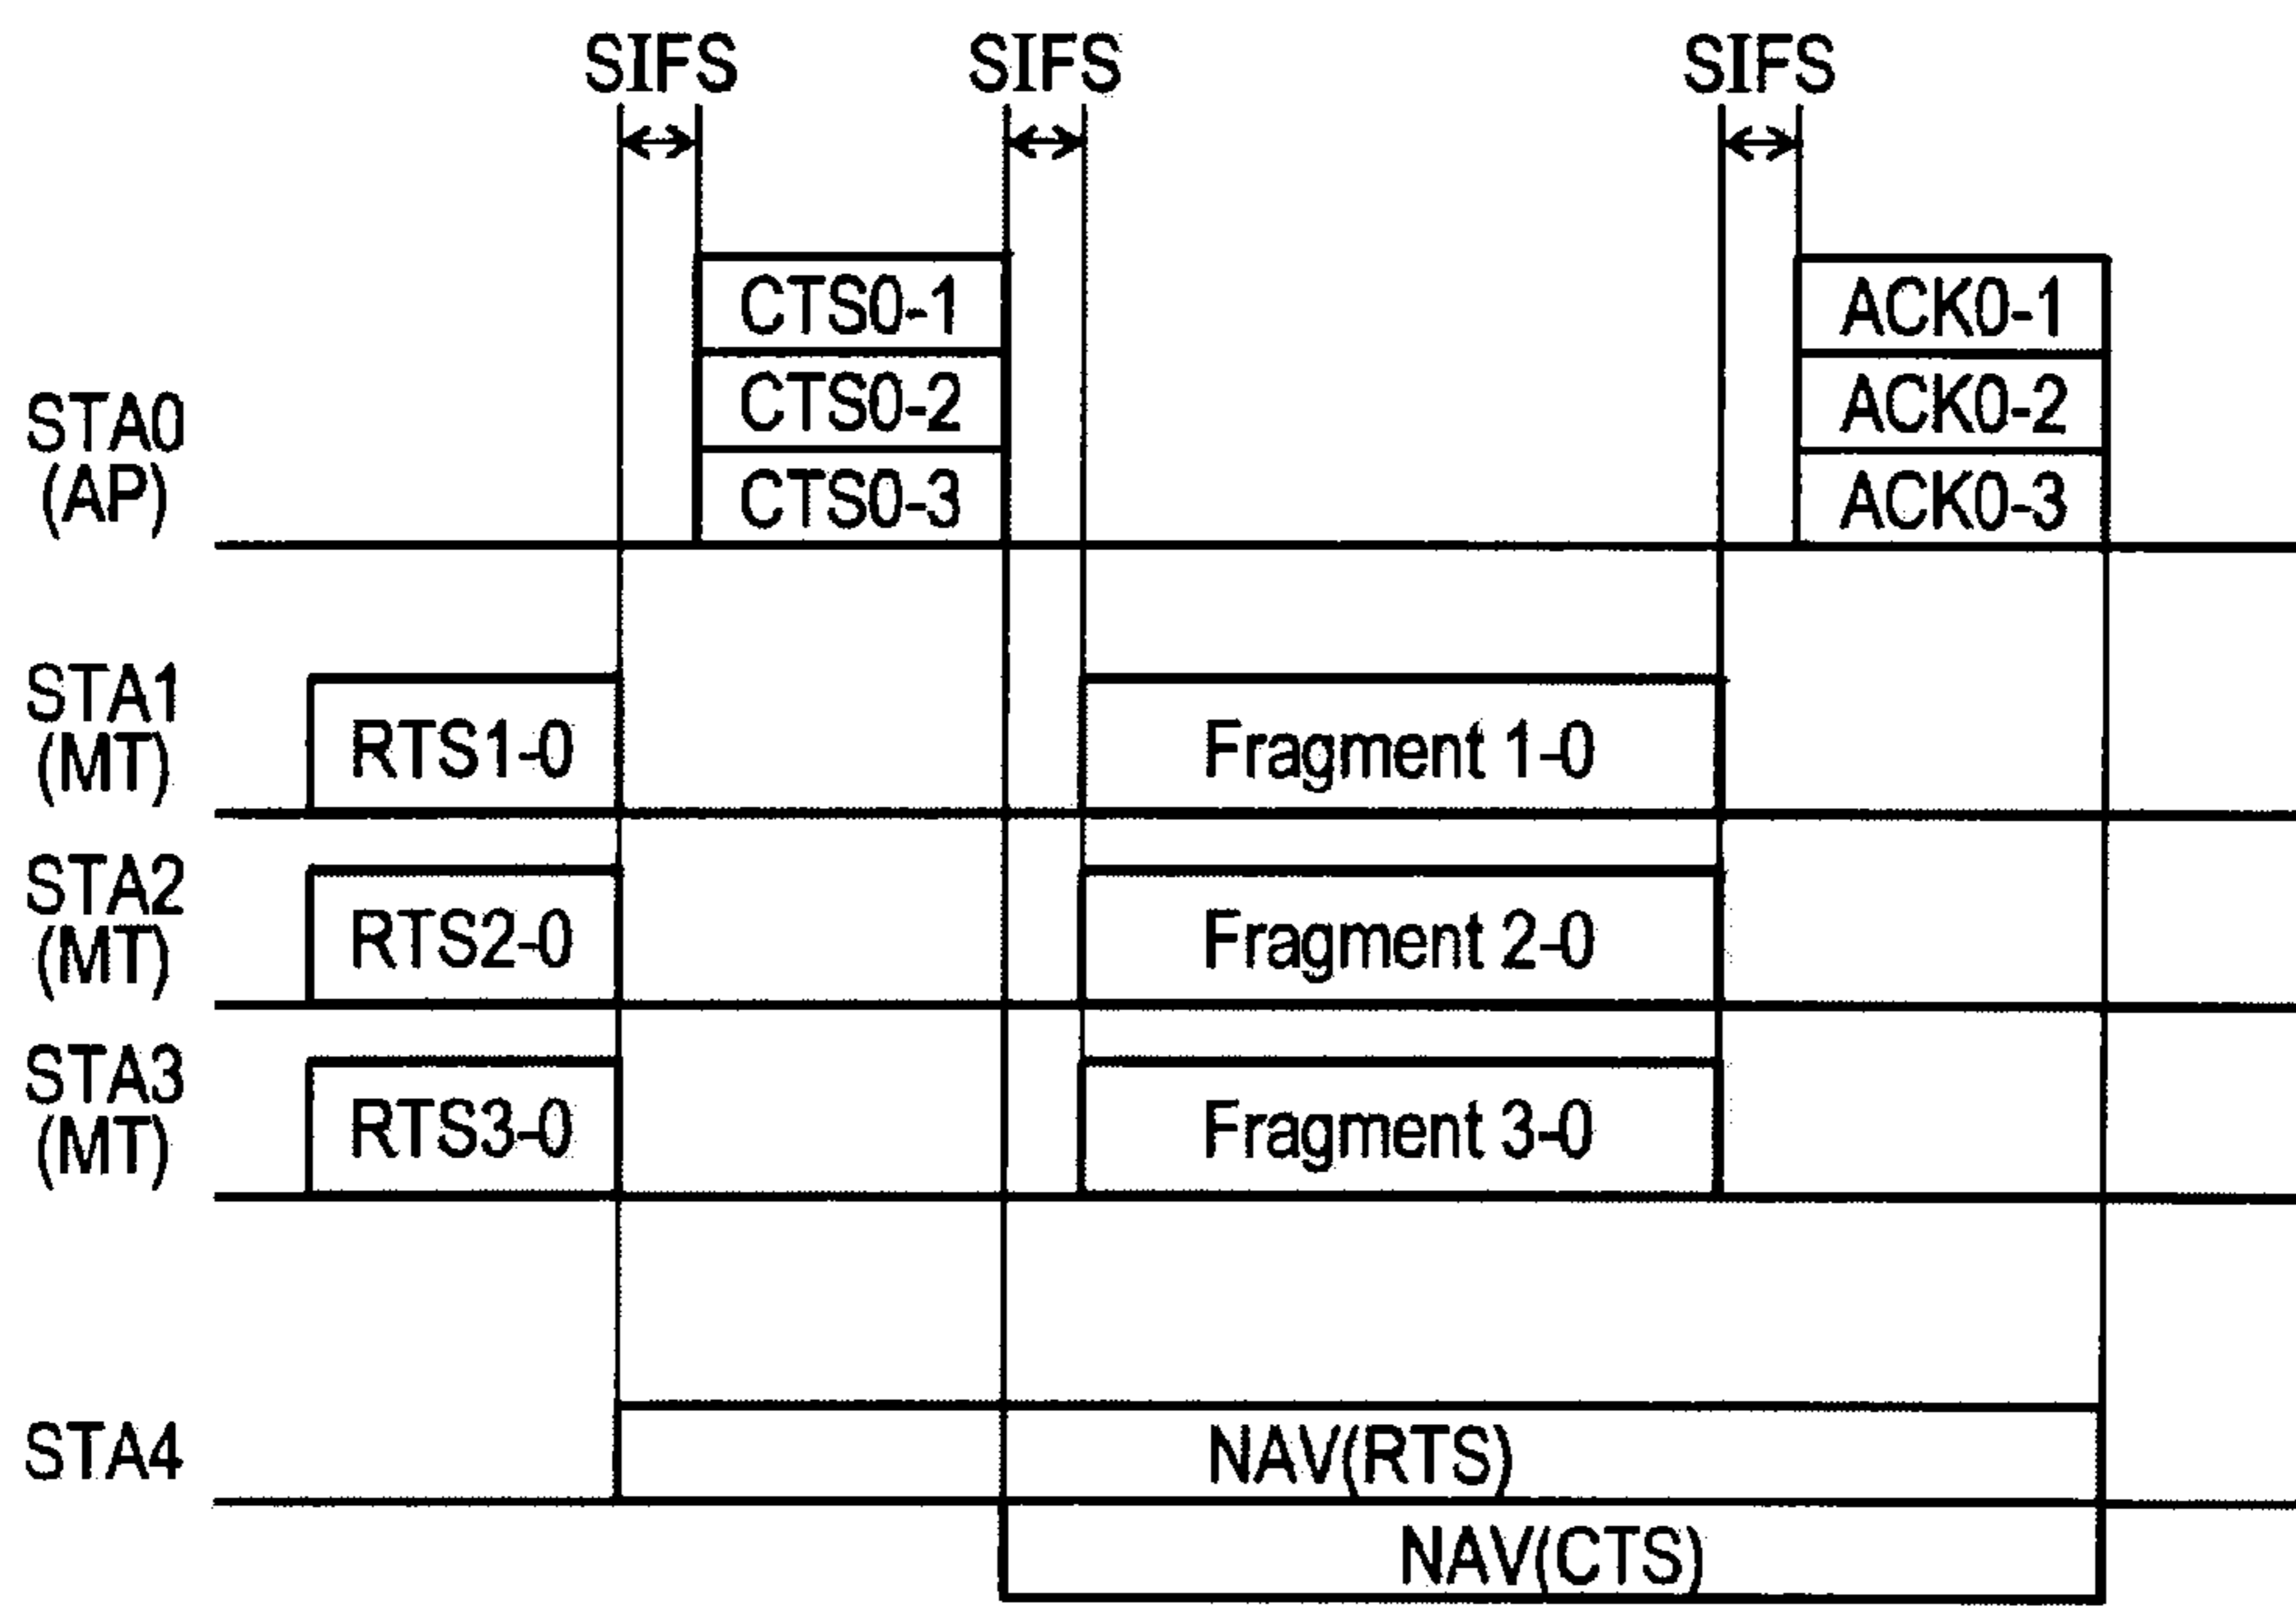 SIFS SIFS SIFS
CTS0-1 ACK0-1
CTS0-2 ACK0-2
STA0
(AP)
CTS0-3 ACK0-3
STA1
(MT)
RTS1-0 Fragment 1-0
STA2
(MT)
RTS2-0 Fragment 2-0
STA3
(MT)
RTS3-0 Fragment 3-0
STA4 NAV(RTS)
NAV(CTS)